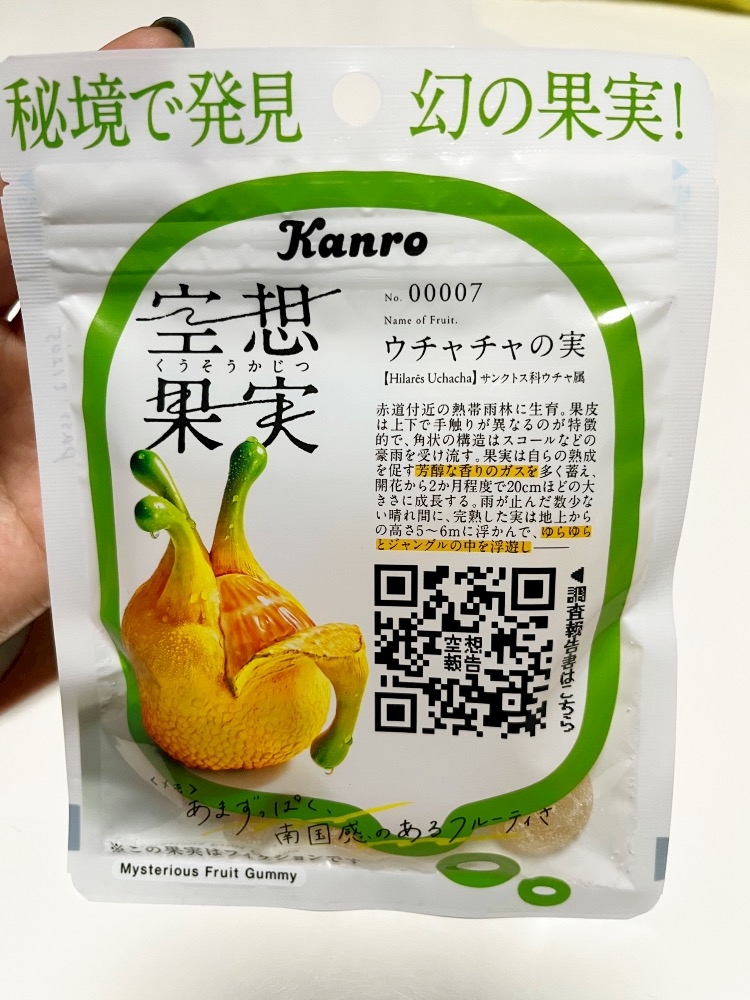 秘境で発見 幻の果実!
Kanro
空想
くうそうかじつ
果実
No. 00007
Name of Fruit.
ウチャチャの実
【Hilarēs Uchacha】サンクトス科ウチャ属
赤道付近の熱帯雨林に生育。果皮
は上下で手触りが異なるのが特徴
的で、角状の構造はスコールなどの
豪雨を受け流す。果実は自らの熟成
を促す芳醇な香りのガスを多く蓄え、
開花から2か月程度で20cmほどの大
きさに成長する。雨が止んだ数少な
い晴れ間に、完熟した実は地上から
の高さ5〜6mに浮かんで、ゆらゆら
とジャングルの中を浮遊し――
空想
報告
◀調査報告書はこちら
<メモ>
あまずっぱく、
南国感のあるフルーティさ
※この果実はフィクションです
Mysterious Fruit Gummy